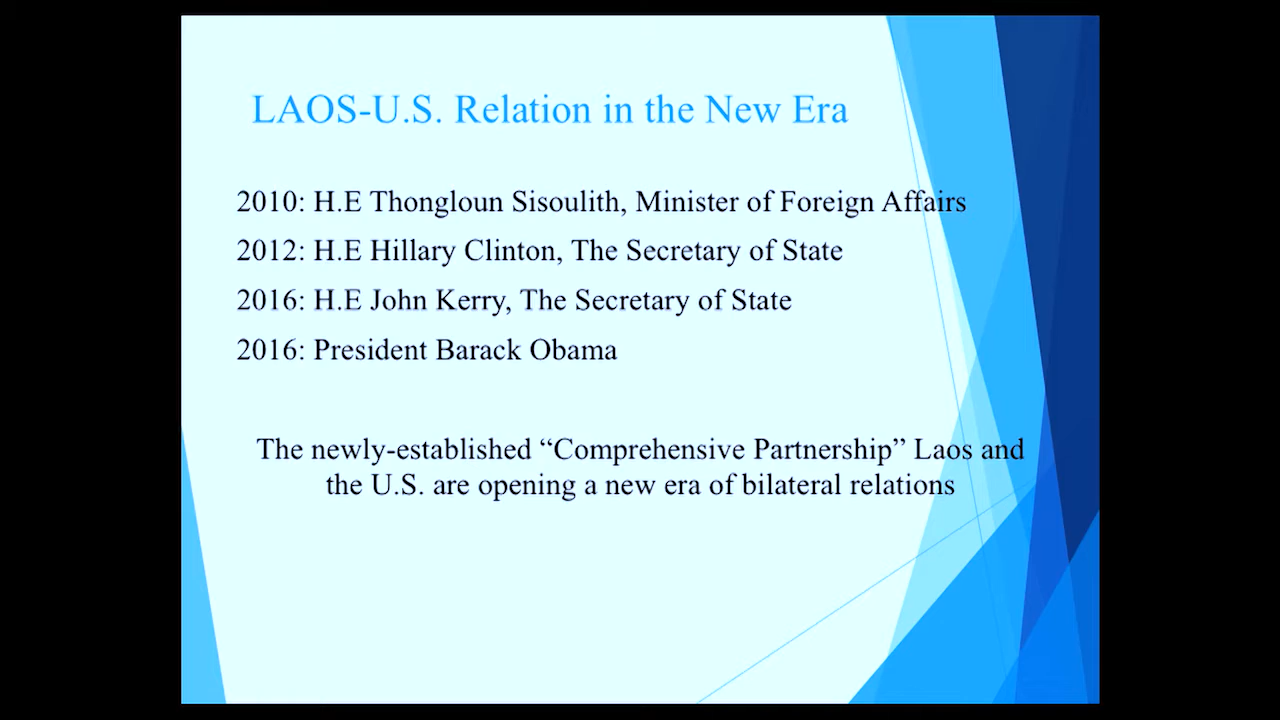 LAOS-U.S. Relation in the New Era
2010: H.E Thongloun Sisoulith, Minister of Foreign Affairs
2012: H.E Hillary Clinton, The Secretary of State
2016: H.E John Kerry, The Secretary of State
2016: President Barack Obama
The newly-established “Comprehensive Partnership” Laos and
the U.S. are opening a new era of bilateral relations